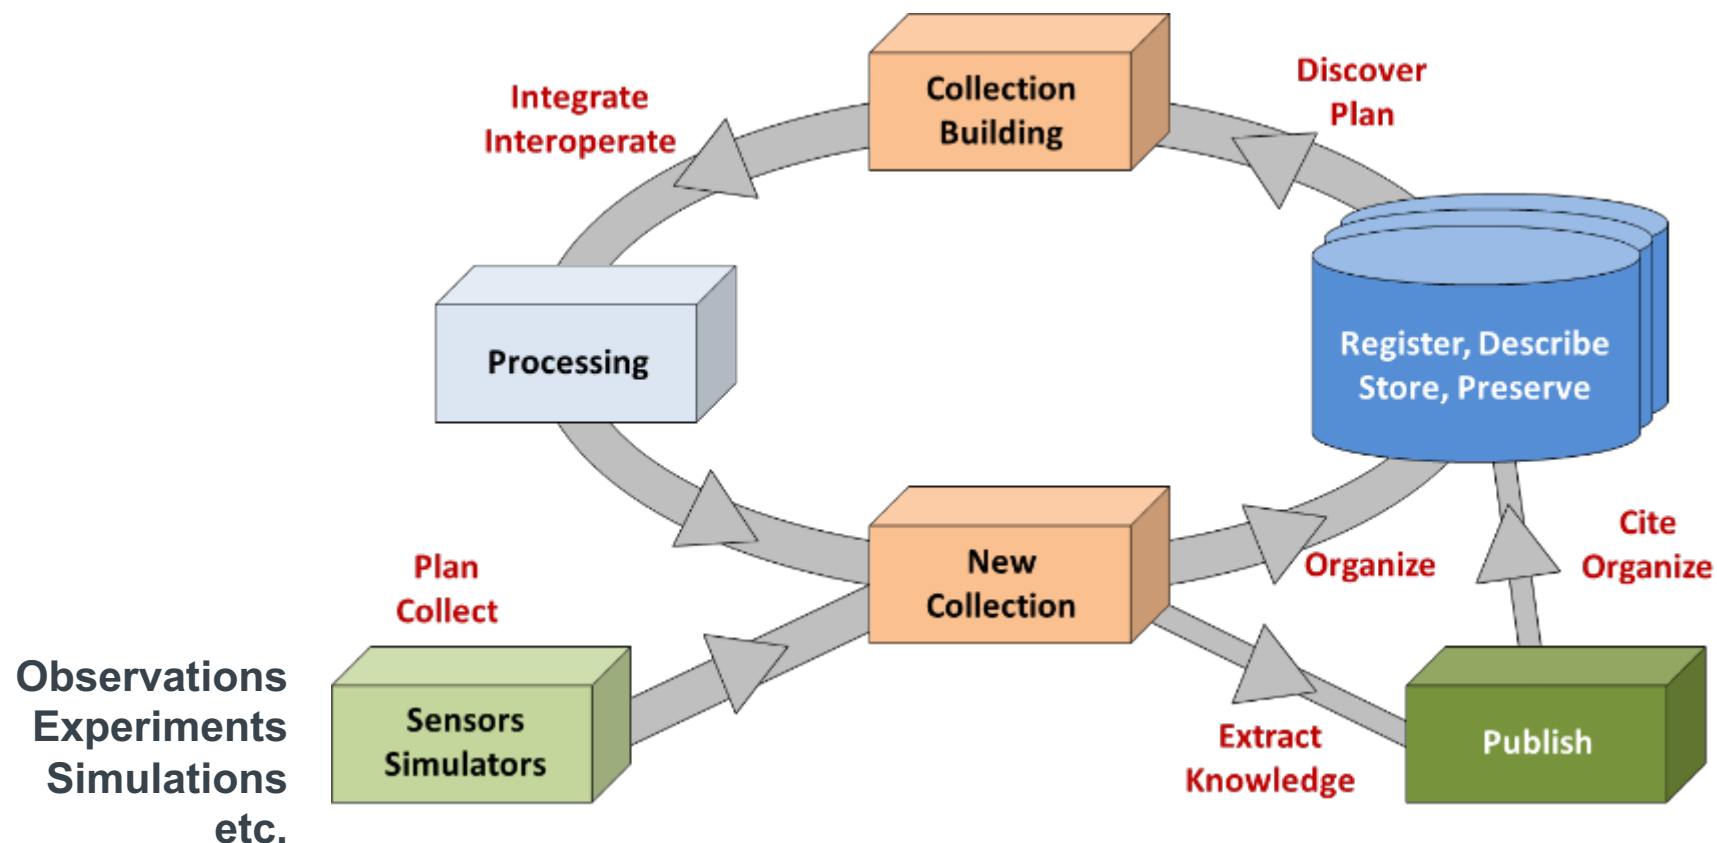 Collection
Building
Discover
Plan
Integrate
Interoperate
Processing
Register, Describe
Store, Preserve
New
Collection
Organize
Cite
Organize
Plan
Collect
Observations
Experiments
Simulations
etc.
Sensors
Simulators
Extract
Knowledge
Publish